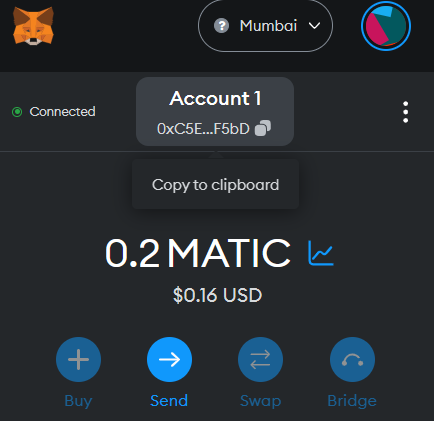 Mumbai
Connected
Account 1
0xC5E...F5bD
Copy to clipboard
0.2 MATIC
$0.16 USD
Buy Send Swap Bridge